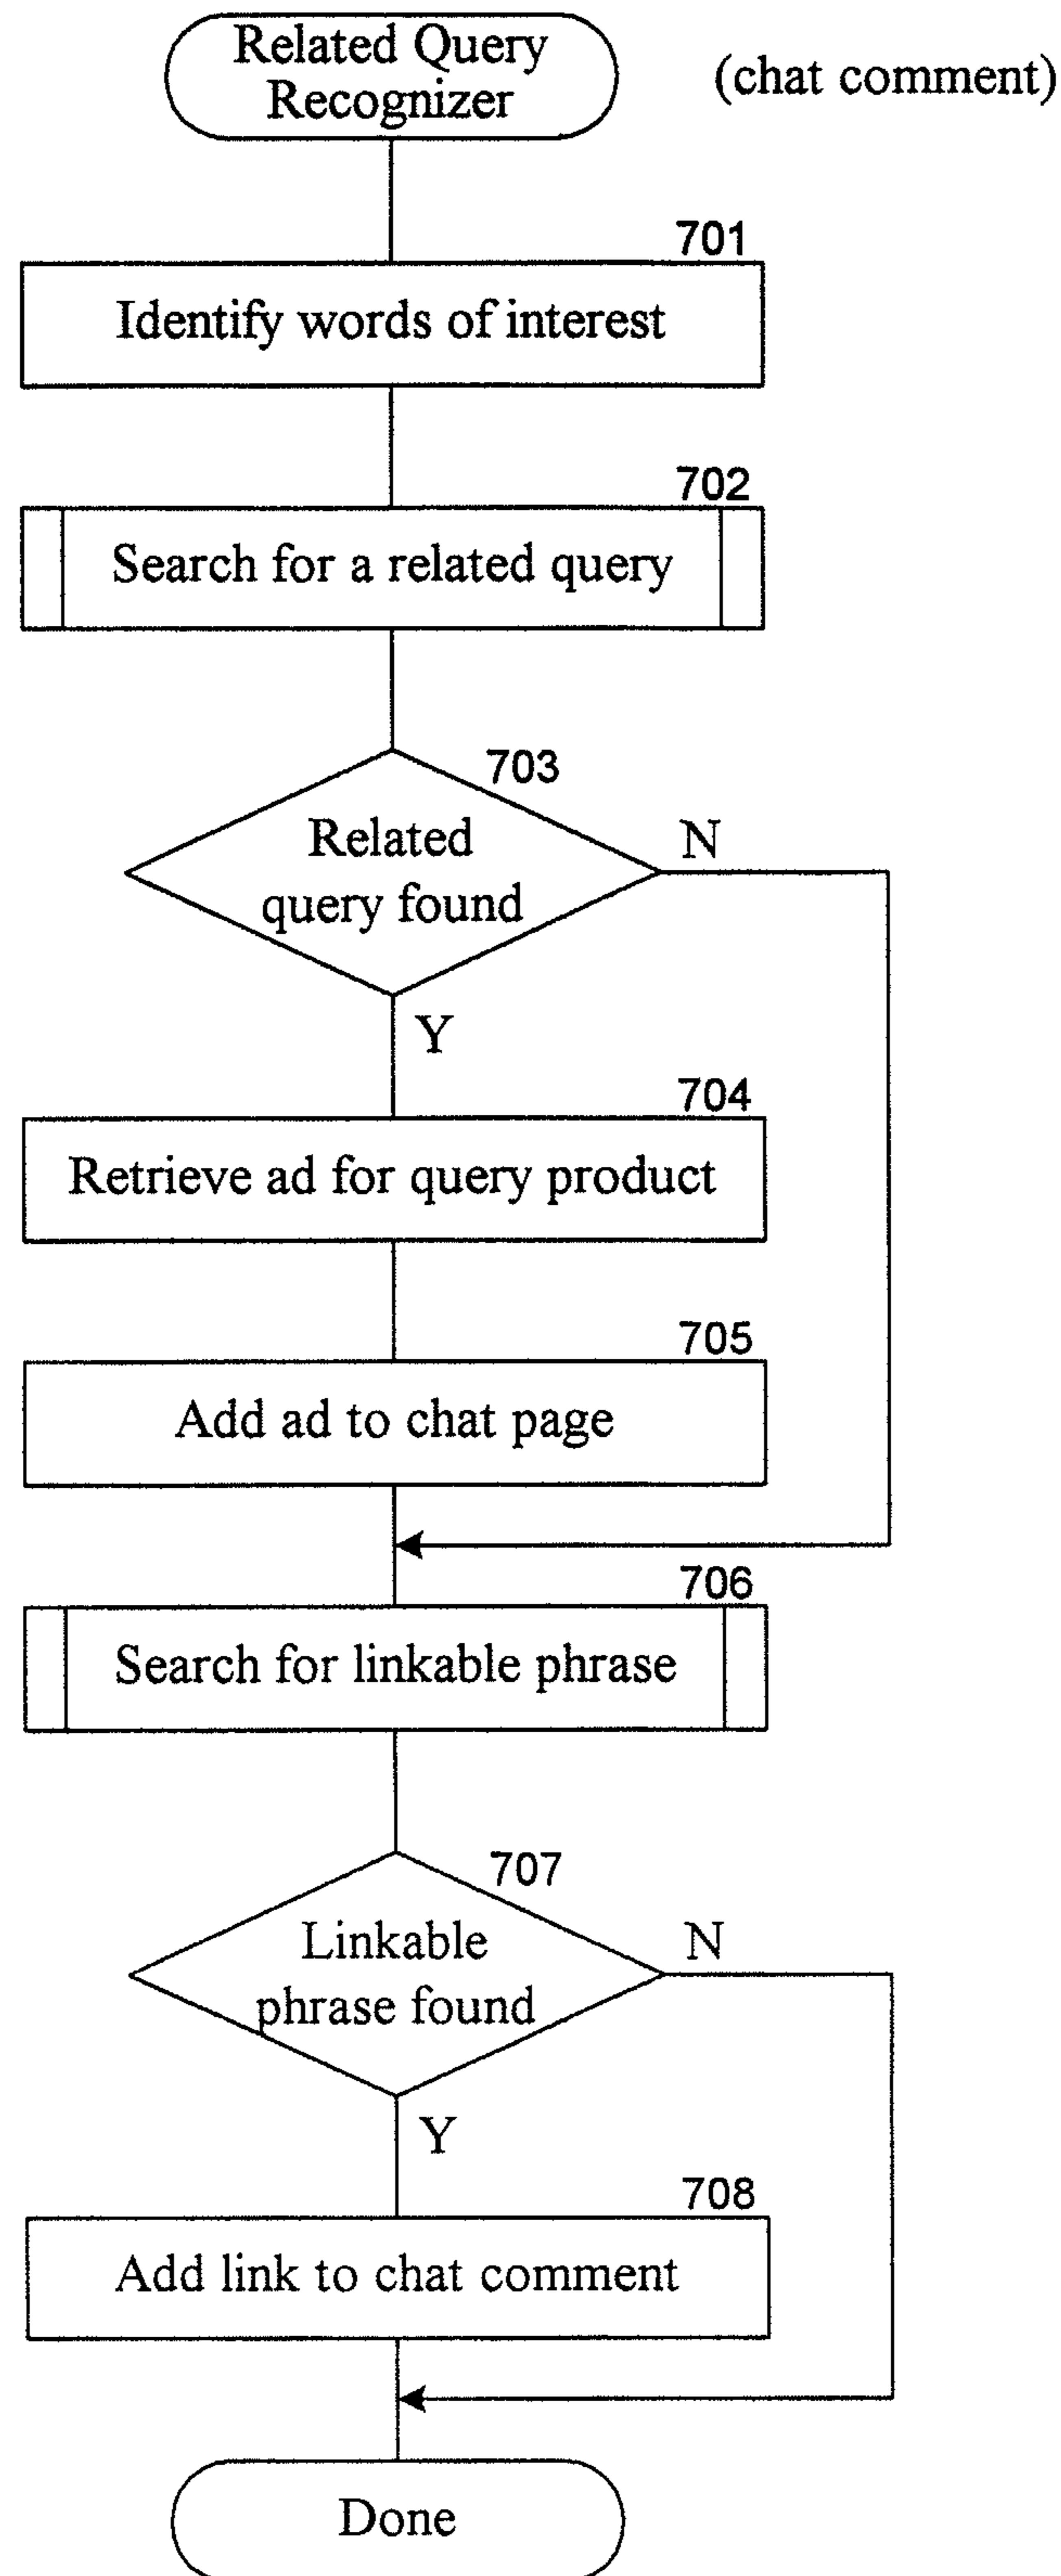 Related Query
Recognizer
(chat comment)
701
Identify words of interest
702
Search for a related query
703
Related
query found
N
Y
704
Retrieve ad for query product
705
Add ad to chat page
706
Search for linkable phrase
707
Linkable
phrase found
N
Y
708
Add link to chat comment
Done